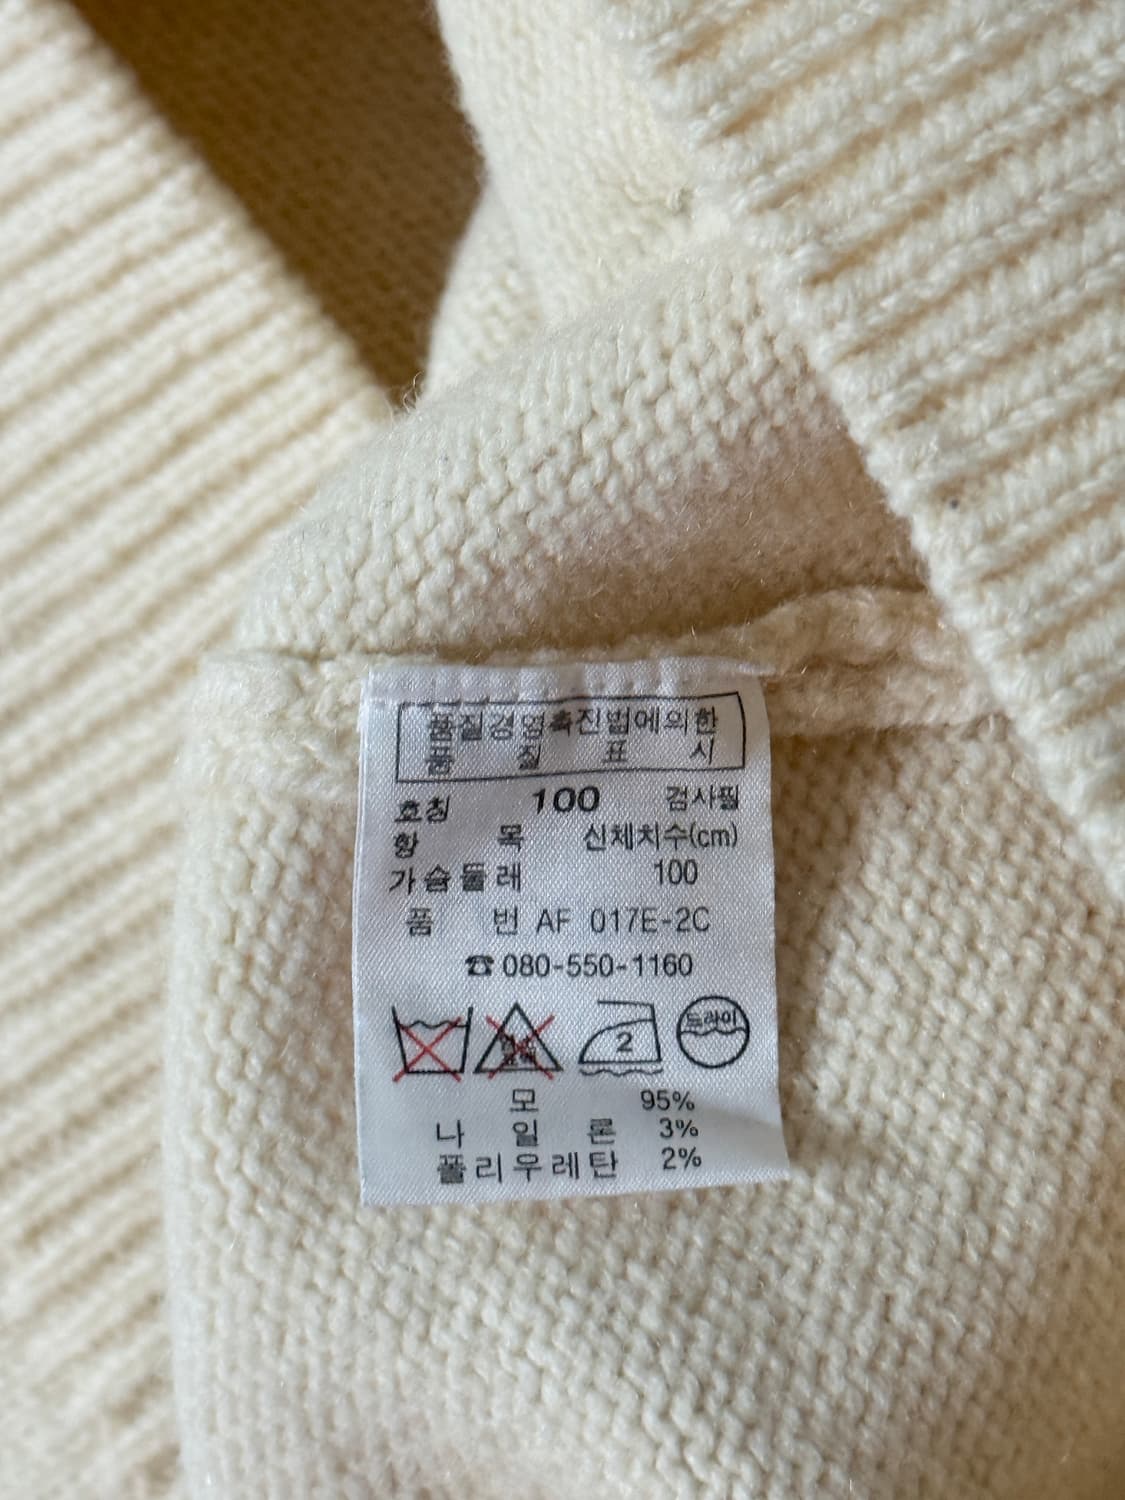 품질경영촉진법에의한
품 질 표 시
호칭 100 검사필
항 목 신체치수(cm)
가슴둘레 100
품 번 AF 017E-2C
☎ 080-550-1160
2 드라이
모 95%
나 일 론 3%
폴리우레탄 2%